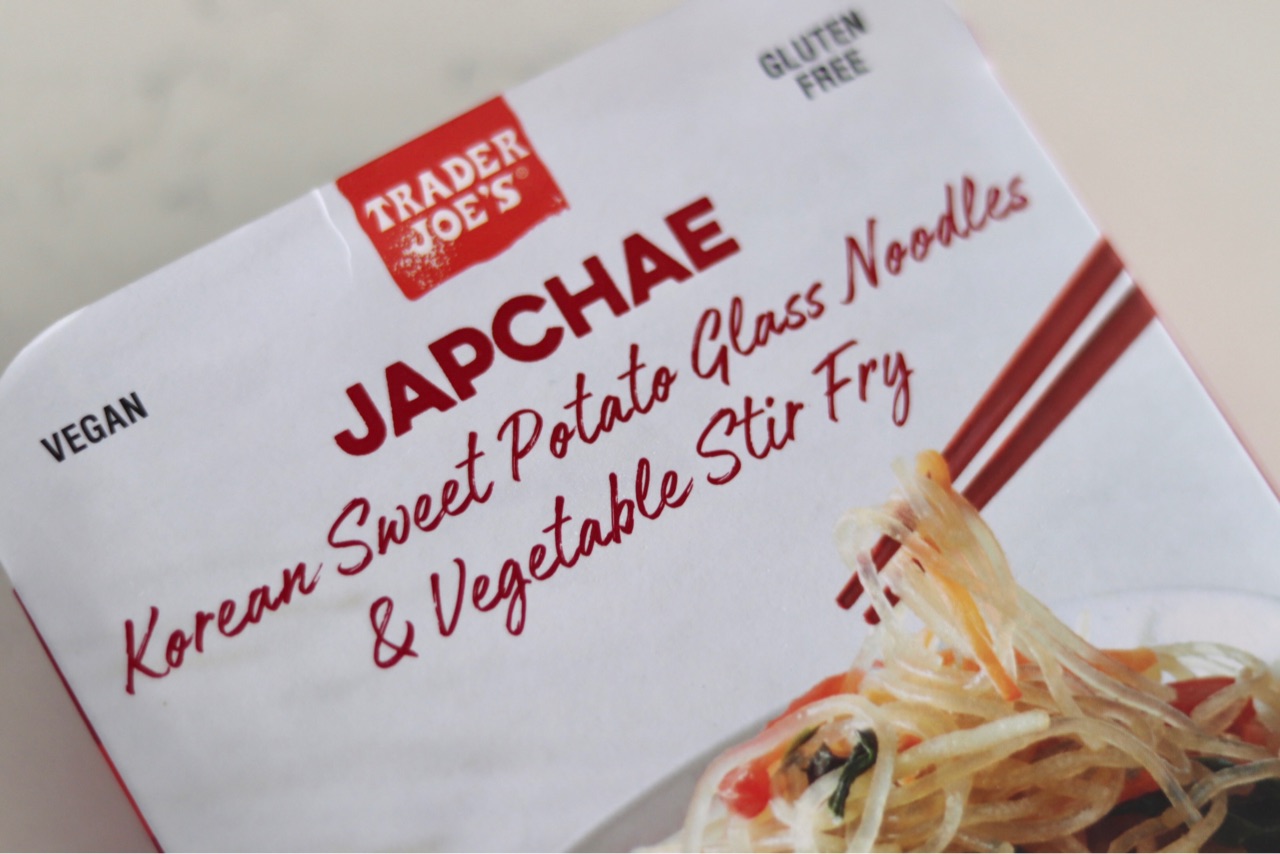 GLUTEN
FREE
TRADER
JOE'S®
JAPCHAE
Korean Sweet Potato Glass Noodles
& Vegetable Stir Fry
VEGAN